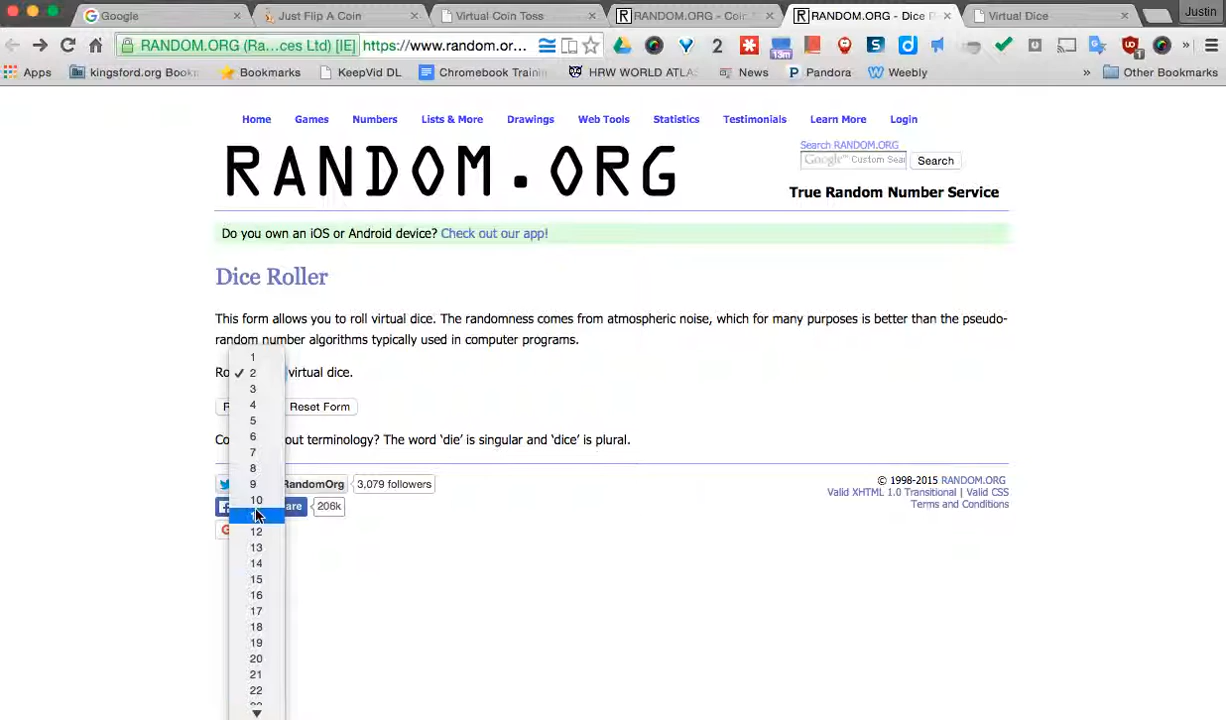 Google
Just Flip A Coin
Virtual Coin Toss
RANDOM.ORG - Coin
RANDOM.ORG - Dice R
Virtual Dice
Justin
RANDOM.ORG (Ra...ces Ltd) [IE]
https://www.random.or...
2
13m
Apps
kingsford.org Book
Bookmarks
KeepVid DL
Chromebook Trainin
HRW WORLD ATLAS
News
Pandora
Weebly
»
Other Bookmarks
Home
Games
Numbers
Lists & More
Drawings
Web Tools
Statistics
Testimonials
Learn More
Login
RANDOM.ORG
Search RANDOM.ORG
Google™ Custom Sear
Search
True Random Number Service
Do you own an iOS or Android device? Check out our app!
Dice Roller
This form allows you to roll virtual dice. The randomness comes from atmospheric noise, which for many purposes is better than the pseudo-
random number algorithms typically used in computer programs.
Ro
virtual dice.
R
Reset Form
Co
out terminology? The word ‘die’ is singular and ‘dice’ is plural.
RandomOrg
3,079 followers
are
206k
1
✓ 2
3
4
5
6
7
8
9
10
12
13
14
15
16
17
18
19
20
21
22
© 1998-2015 RANDOM.ORG
Valid XHTML 1.0 Transitional | Valid CSS
Terms and Conditions